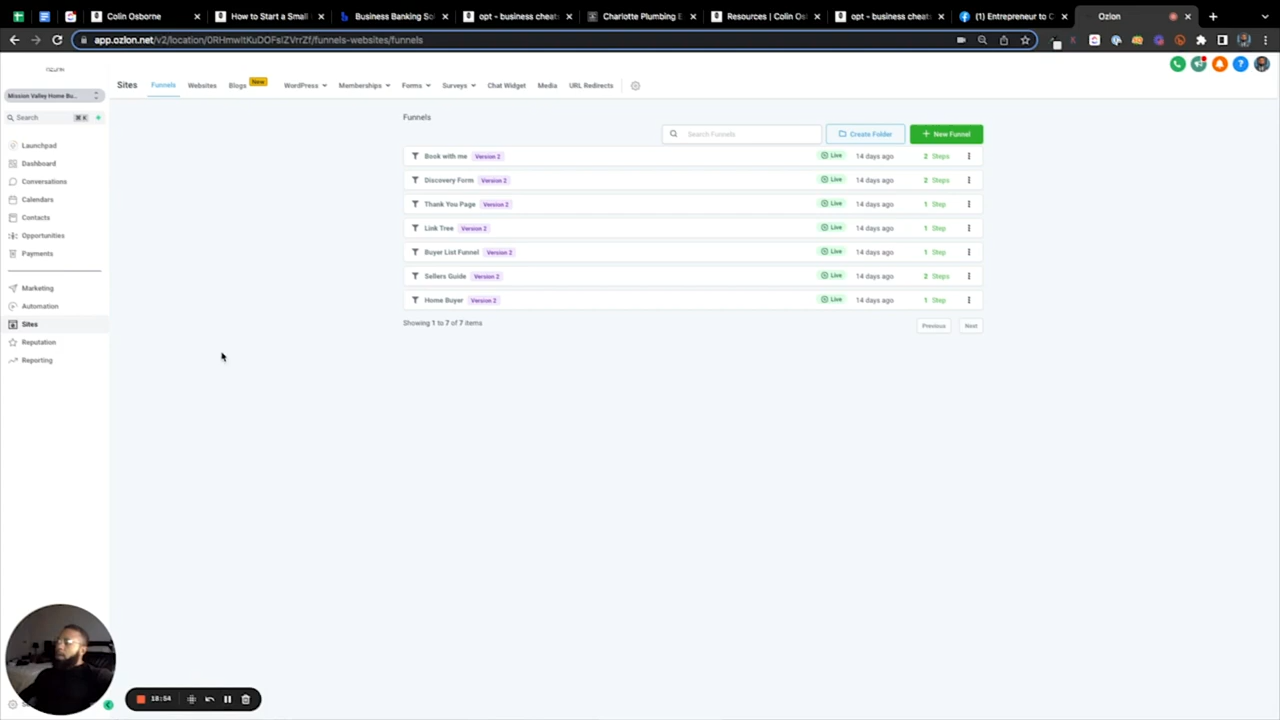 Colin Osborne
How to Start a Small
Business Banking So
opt - business cheats
Charlotte Plumbing E
Resources | Colin Os
opt - business cheats
(1) Entrepreneur to C
Ozlon
app.ozlon.net/v2/location/0RHmwItKuDOFsIZVrrZf/funnels-websites/funnels
Mission Valley Home Bu...
Sites
Funnels
Websites
Blogs
New
WordPress
Memberships
Forms
Surveys
Chat Widget
Media
URL Redirects
Search
⌘ K
Launchpad
Dashboard
Conversations
Calendars
Contacts
Opportunities
Payments
Marketing
Automation
Sites
Reputation
Reporting
Funnels
Search Funnels
Create Folder
+ New Funnel
Book with me Version 2 Live 14 days ago 2 Steps
Discovery Form Version 2 Live 14 days ago 2 Steps
Thank You Page Version 2 Live 14 days ago 1 Step
Link Tree Version 2 Live 14 days ago 1 Step
Buyer List Funnel Version 2 Live 14 days ago 1 Step
Sellers Guide Version 2 Live 14 days ago 2 Steps
Home Buyer Version 2 Live 14 days ago 1 Step
Showing 1 to 7 of 7 items
Previous
Next
18:54